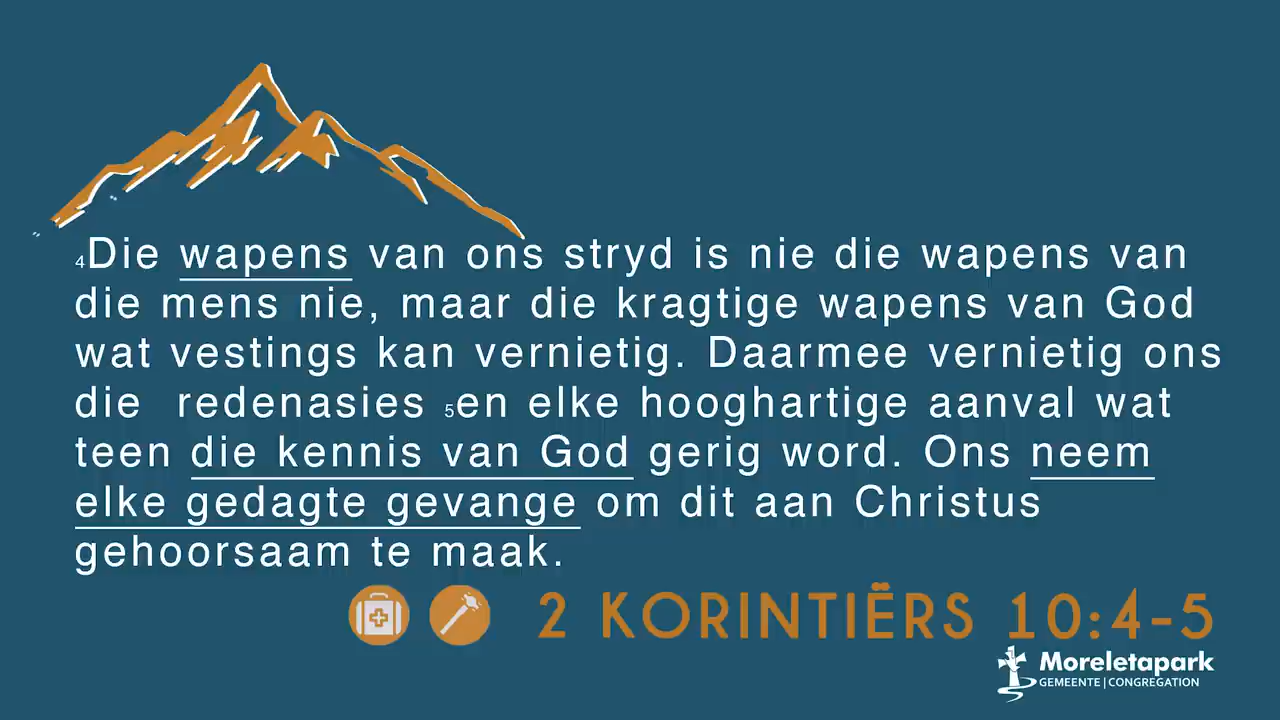 4Die wapens van ons stryd is nie die wapens van
die mens nie, maar die kragtige wapens van God
wat vestings kan vernietig. Daarmee vernietig ons
die redenasies 5en elke hooghartige aanval wat
teen die kennis van God gerig word. Ons neem
elke gedagte gevange om dit aan Christus
gehoorsaam te maak.
2 KORINTIËRS 10:4-5
Moreletapark
GEMEENTE | CONGREGATION